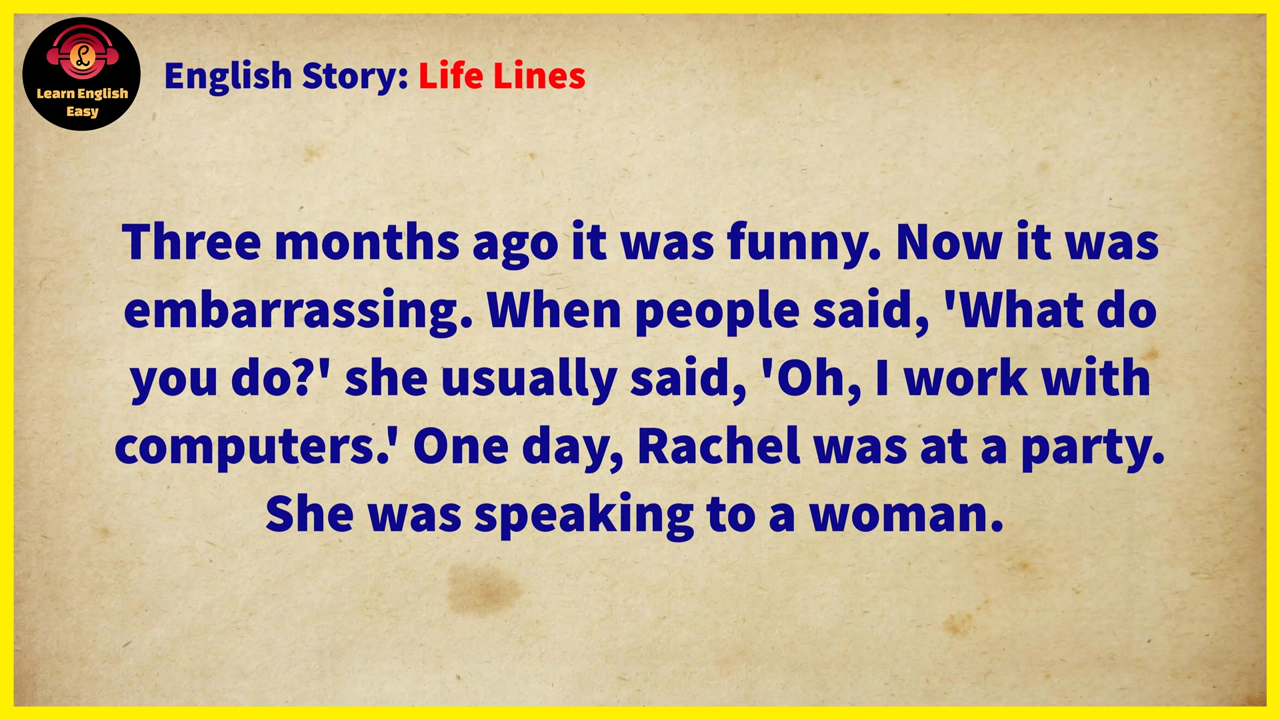 Learn English
Easy
English Story: Life Lines
Three months ago it was funny. Now it was
embarrassing. When people said, 'What do
you do?' she usually said, 'Oh, I work with
computers.' One day, Rachel was at a party.
She was speaking to a woman.